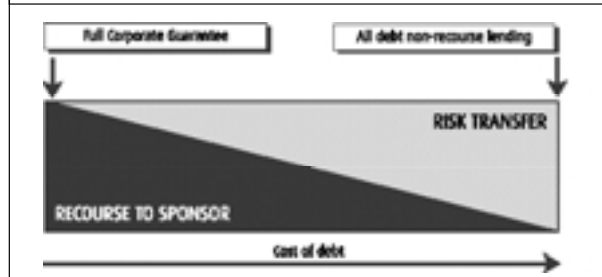 Full Corporate Guarantee
All debt non-recourse lending
RISK TRANSFER
RECOURSE TO SPONSOR
Cost of debt